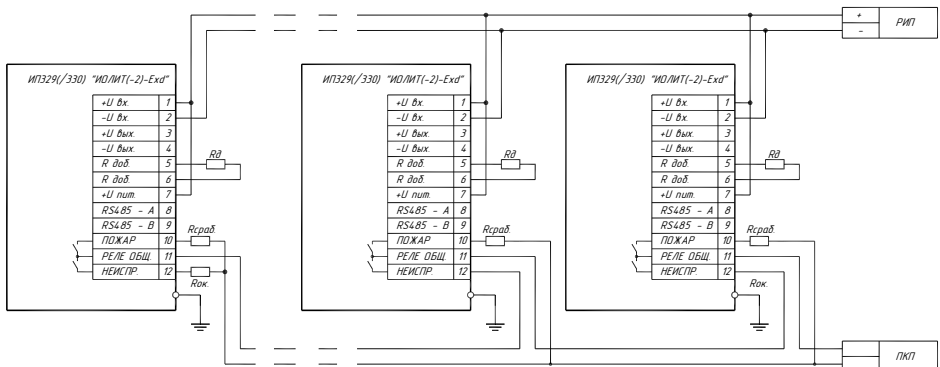 +
РИП
-
ИП329(/330) "ИОЛИТ(-2)-Exd"
+U вх. 1
-U вх. 2
+U вых. 3
-U вых. 4
R доб. 5
R доб. 6
+U пит. 7
RS485 - A 8
RS485 - B 9
ПОЖАР 10
РЕЛЕ ОБЩ. 11
НЕИСПР. 12
Rд
Rсраб.
Rок.
ИП329(/330) "ИОЛИТ(-2)-Exd"
+U вх. 1
-U вх. 2
+U вых. 3
-U вых. 4
R доб. 5
R доб. 6
+U пит. 7
RS485 - A 8
RS485 - B 9
ПОЖАР 10
РЕЛЕ ОБЩ. 11
НЕИСПР. 12
Rд
Rсраб.
ИП329(/330) "ИОЛИТ(-2)-Exd"
+U вх. 1
-U вх. 2
+U вых. 3
-U вых. 4
R доб. 5
R доб. 6
+U пит. 7
RS485 - A 8
RS485 - B 9
ПОЖАР 10
РЕЛЕ ОБЩ. 11
НЕИСПР. 12
Rд
Rсраб.
Rок.
ПКП